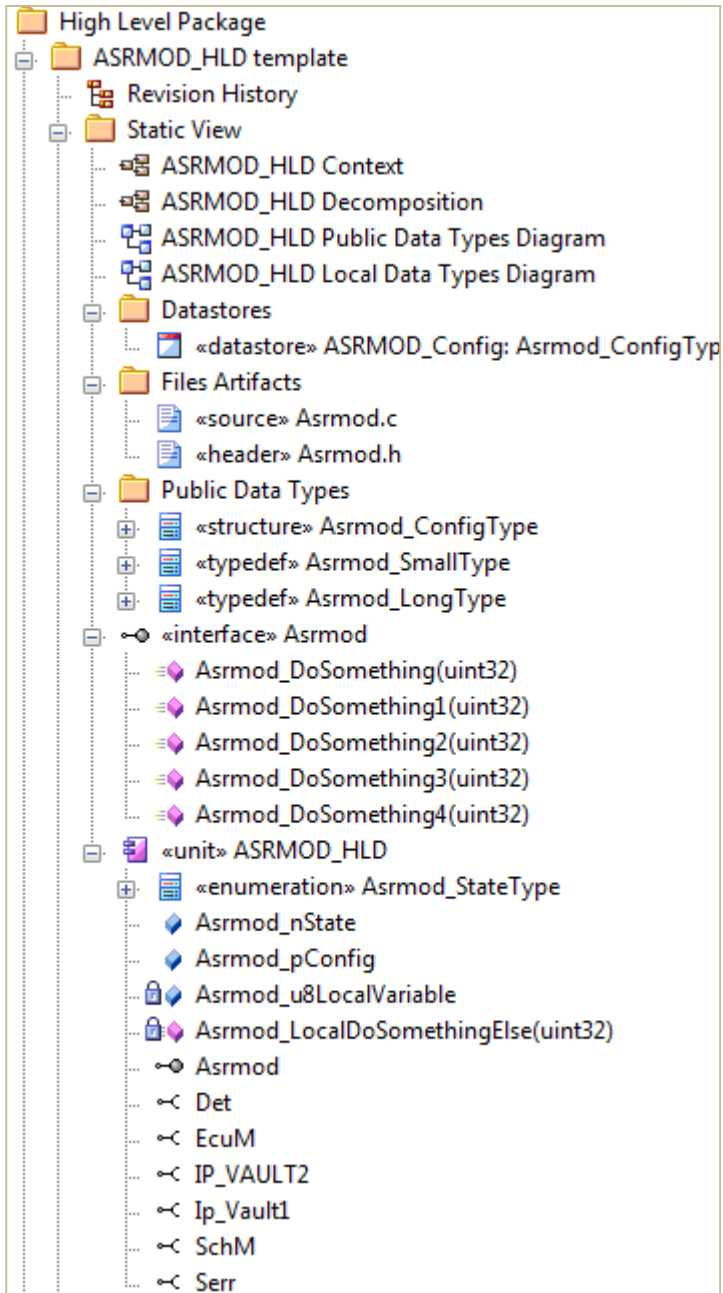 High Level Package
ASRMOD_HLD template
Revision History
Static View
ASRMOD_HLD Context
ASRMOD_HLD Decomposition
ASRMOD_HLD Public Data Types Diagram
ASRMOD_HLD Local Data Types Diagram
Datastores
«datastore» ASRMOD_Config: Asrmod_ConfigTyp
Files Artifacts
«source» Asrmod.c
«header» Asrmod.h
Public Data Types
«structure» Asrmod_ConfigType
«typedef» Asrmod_SmallType
«typedef» Asrmod_LongType
«interface» Asrmod
Asrmod_DoSomething(uint32)
Asrmod_DoSomething1(uint32)
Asrmod_DoSomething2(uint32)
Asrmod_DoSomething3(uint32)
Asrmod_DoSomething4(uint32)
«unit» ASRMOD_HLD
«enumeration» Asrmod_StateType
Asrmod_nState
Asrmod_pConfig
Asrmod_u8LocalVariable
Asrmod_LocalDoSomethingElse(uint32)
Asrmod
Det
EcuM
IP_VAULT2
Ip_Vault1
SchM
Serr